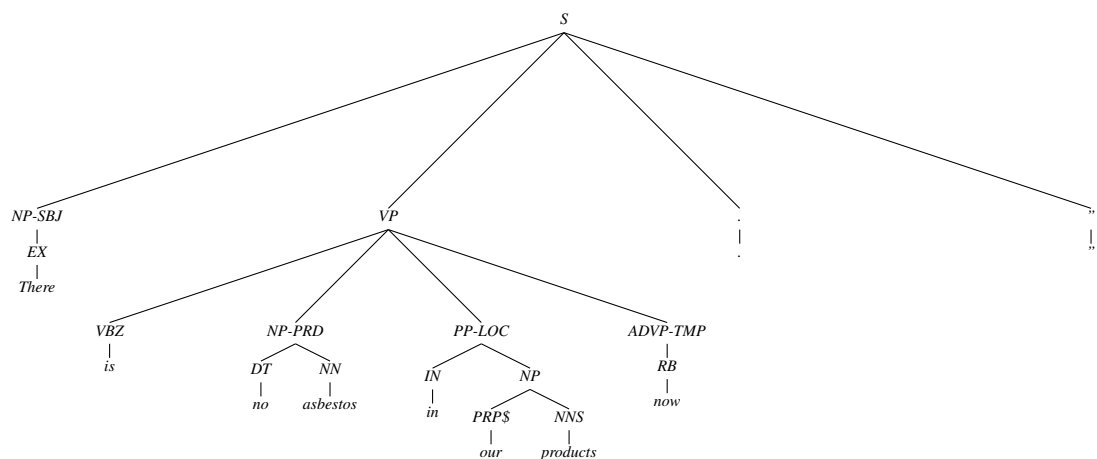 S
NP-SBJ VP . ”
EX . ”
There
VBZ NP-PRD PP-LOC ADVP-TMP
is DT NN IN NP RB
no asbestos in PRP$ NNS now
our products